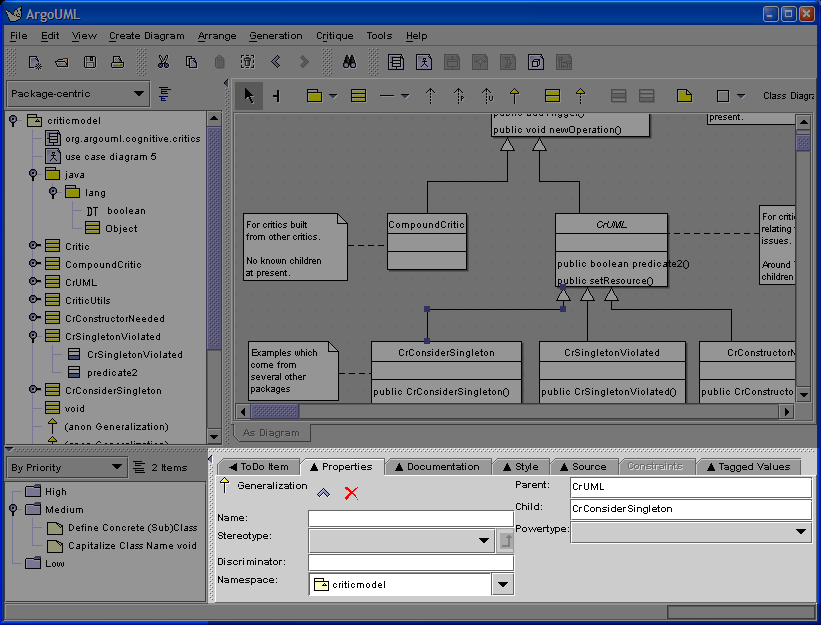 ArgoUML
File Edit View Create Diagram Arrange Generation Critique Tools Help
Package-centric
Class Diagra
criticmodel
org.argouml.cognitive.critics
use case diagram 5
java
lang
DT boolean
Object
Critic
CompoundCritic
CrUML
CriticUtils
CrConstructorNeeded
CrSingletonViolated
CrSingletonViolated
predicate2
CrConsiderSingleton
void
(anon Generalization)
(anon Generalization)
public void newOperation()
present.
For critics built
from other critics.
No known children
at present.
CompoundCritic
CrUML
public boolean predicate2()
public setResource()
For critic
relating
issues.
Around
children
Examples which
come from
several other
packages
CrConsiderSingleton
public CrConsiderSingleton()
CrSingletonViolated
public CrSingletonViolated()
CrConstructorN
public CrConstructo
As Diagram
By Priority
2 Items
High
Medium
Define Concrete (Sub)Class
Capitalize Class Name void
Low
ToDo Item Properties Documentation Style Source Constraints Tagged Values
Generalization
Name:
Stereotype:
Discriminator:
Namespace: criticmodel
Parent: CrUML
Child: CrConsiderSingleton
Powertype: